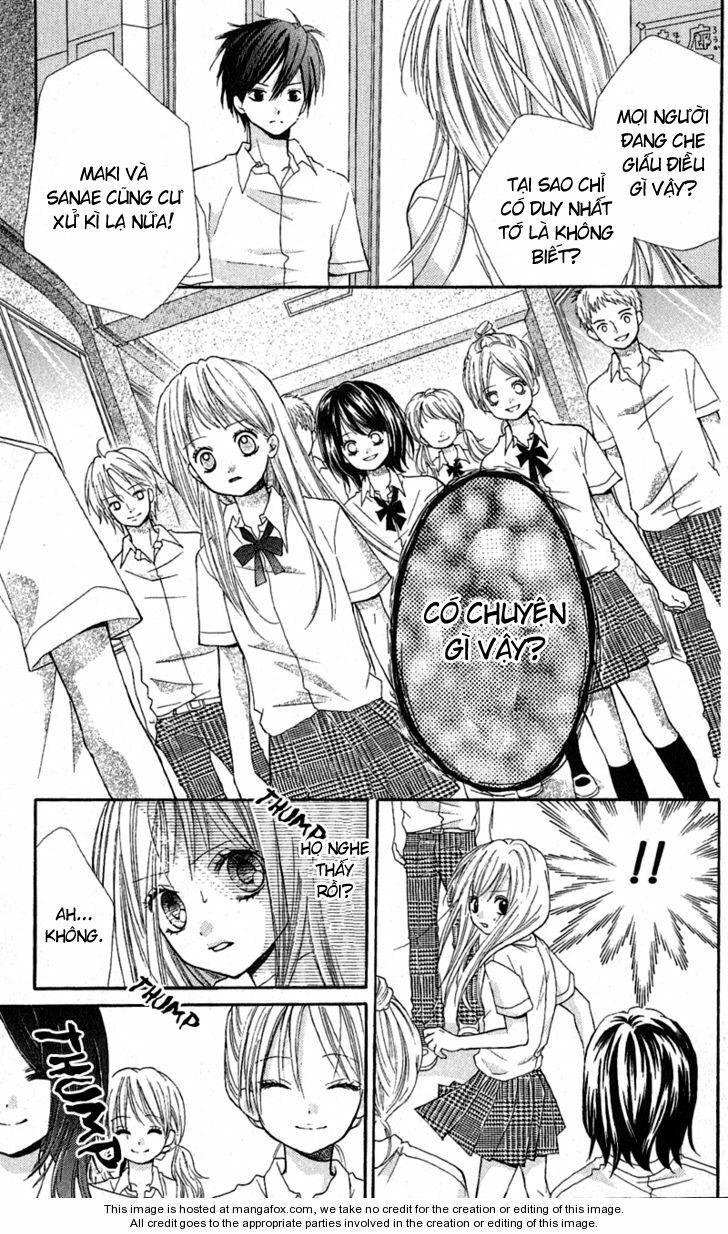 MỌI NGƯỜI
ĐANG CHE
GIẤU ĐIỀU
GÌ VẬY?
TẠI SAO CHỈ
CÓ DUY NHẤT
TỚ LÀ KHÔNG
BIẾT?
MAKI VÀ
SANAE CŨNG CƯ
XỬ KÌ LẠ NỮA!
CÓ CHUYÊN
GÌ VẬY?
!!
THUMP
HỌ NGHE
THẤY
RỒI?
AH...
KHÔNG.
THUMP
THUMP
This image is hosted at mangafox.com, we take no credit for the creation or editing of this image.
All credit goes to the appropriate parties involved in the creation or editing of this image.